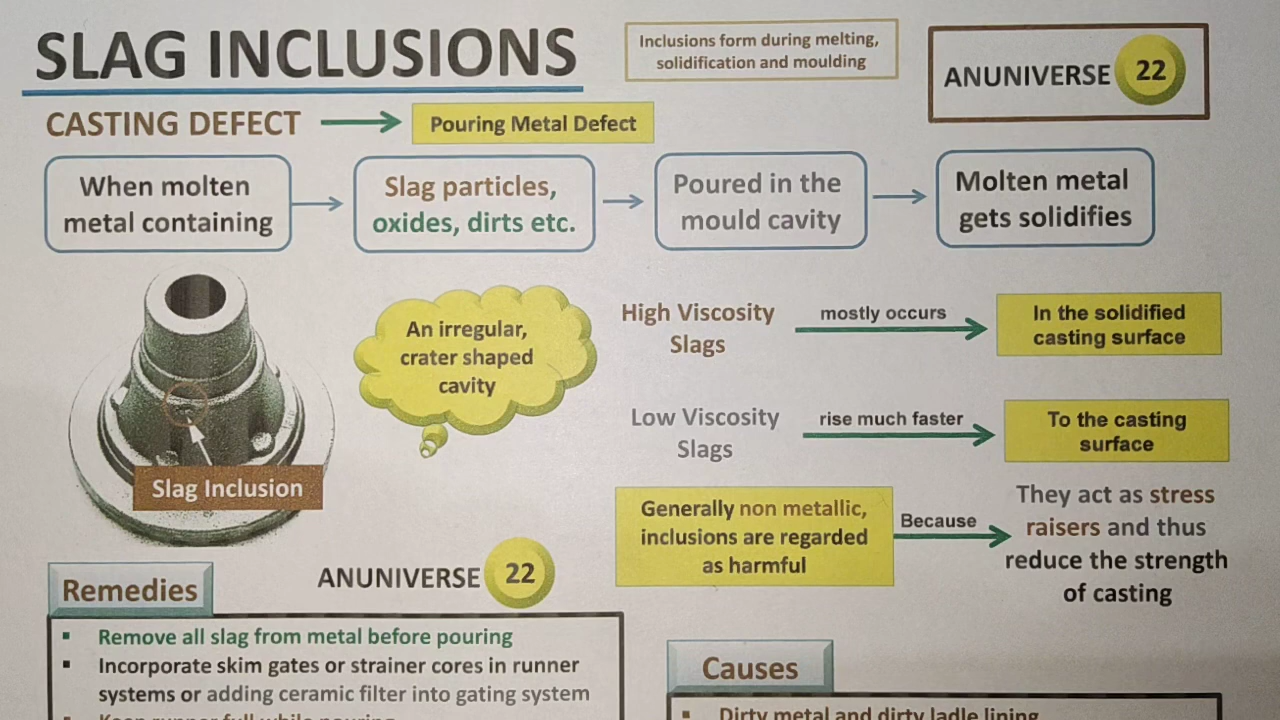 SLAG INCLUSIONS
Inclusions form during melting,
solidification and moulding
ANUNIVERSE 22
CASTING DEFECT
Pouring Metal Defect
When molten
metal containing
Slag particles,
oxides, dirts etc.
Poured in the
mould cavity
Molten metal
gets solidifies
An irregular,
crater shaped
cavity
Slag Inclusion
High Viscosity
Slags
mostly occurs
In the solidified
casting surface
Low Viscosity
Slags
rise much faster
To the casting
surface
Generally non metallic,
inclusions are regarded
as harmful
Because
They act as stress
raisers and thus
reduce the strength
of casting
ANUNIVERSE 22
Remedies
▪ Remove all slag from metal before pouring
▪ Incorporate skim gates or strainer cores in runner
systems or adding ceramic filter into gating system
▪ Keep runner full while pouring
Causes
▪ Dirty metal and dirty ladle lining